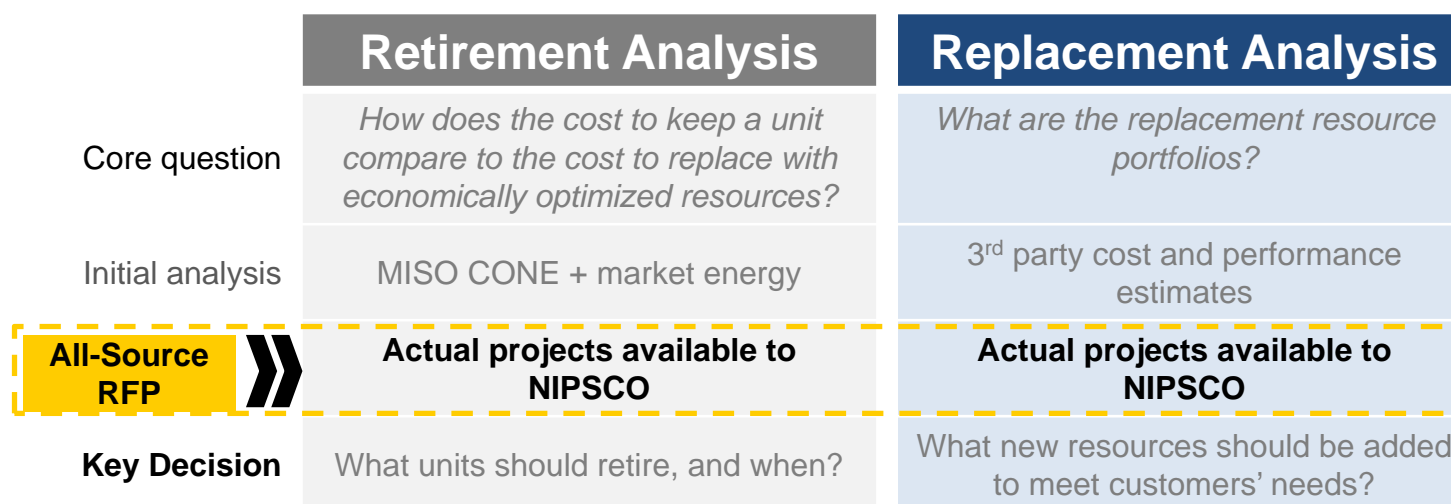 Retirement Analysis
Replacement Analysis
Core question
How does the cost to keep a unit
compare to the cost to replace with
economically optimized resources?
What are the replacement resource
portfolios?
Initial analysis
MISO CONE + market energy
3rd party cost and performance
estimates
All-Source
RFP
Actual projects available to
NIPSCO
Actual projects available to
NIPSCO
Key Decision
What units should retire, and when?
What new resources should be added
to meet customers’ needs?